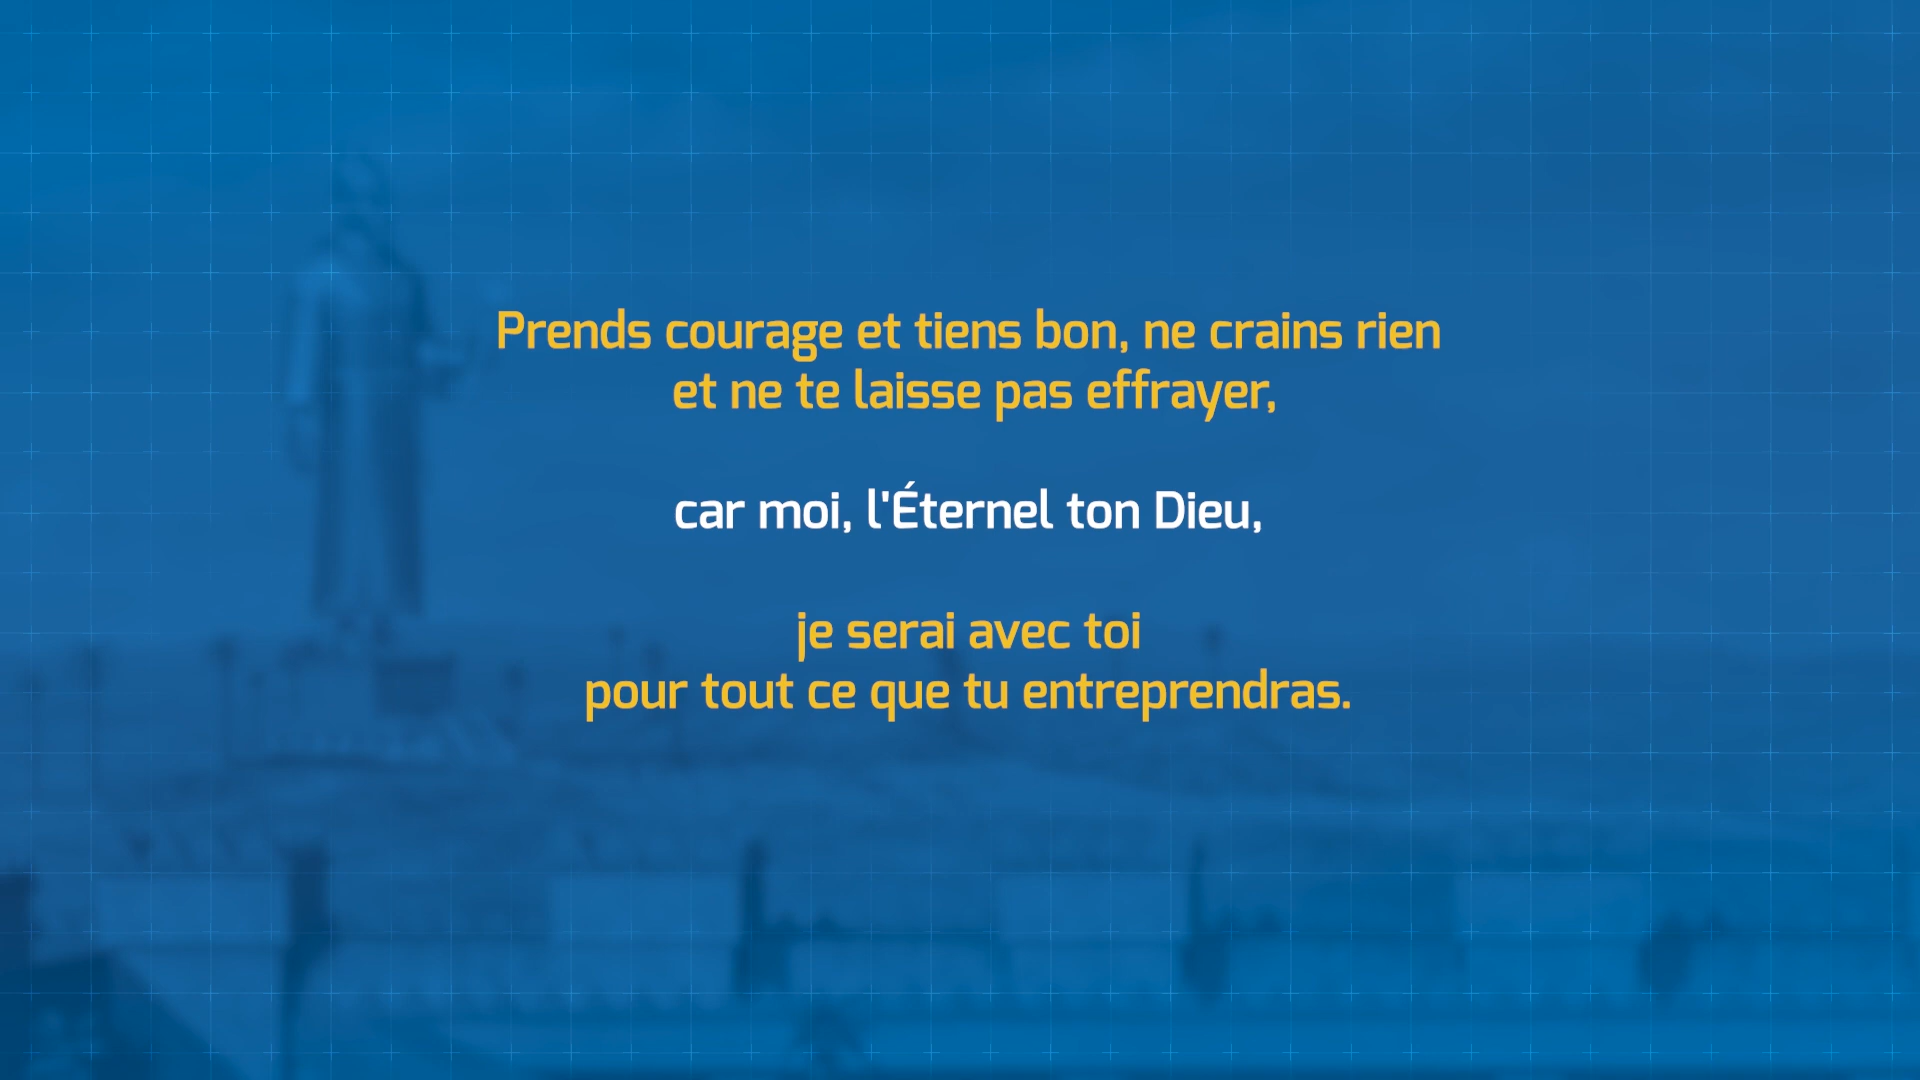 Prends courage et tiens bon, ne crains rien
et ne te laisse pas effrayer,
car moi, l'Éternel ton Dieu,
je serai avec toi
pour tout ce que tu entreprendras.